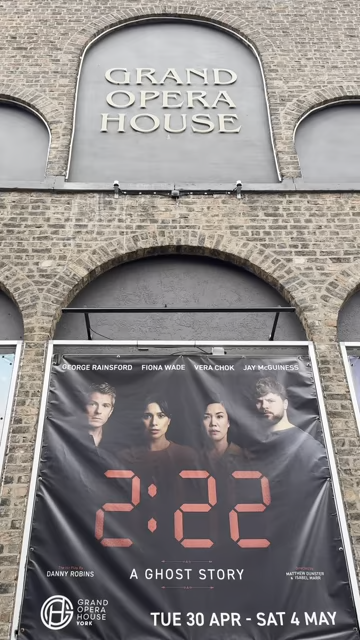 GRAND
OPERA
HOUSE
GEORGE RAINSFORD FIONA WADE VERA CHOK JAY McGUINESS
2:22
DANNY ROBINS
A GHOST STORY
MATTHEW DUNSTER
& ISABEL MARR
GRAND
OPERA
HOUSE
YORK
TUE 30 APR - SAT 4 MAY